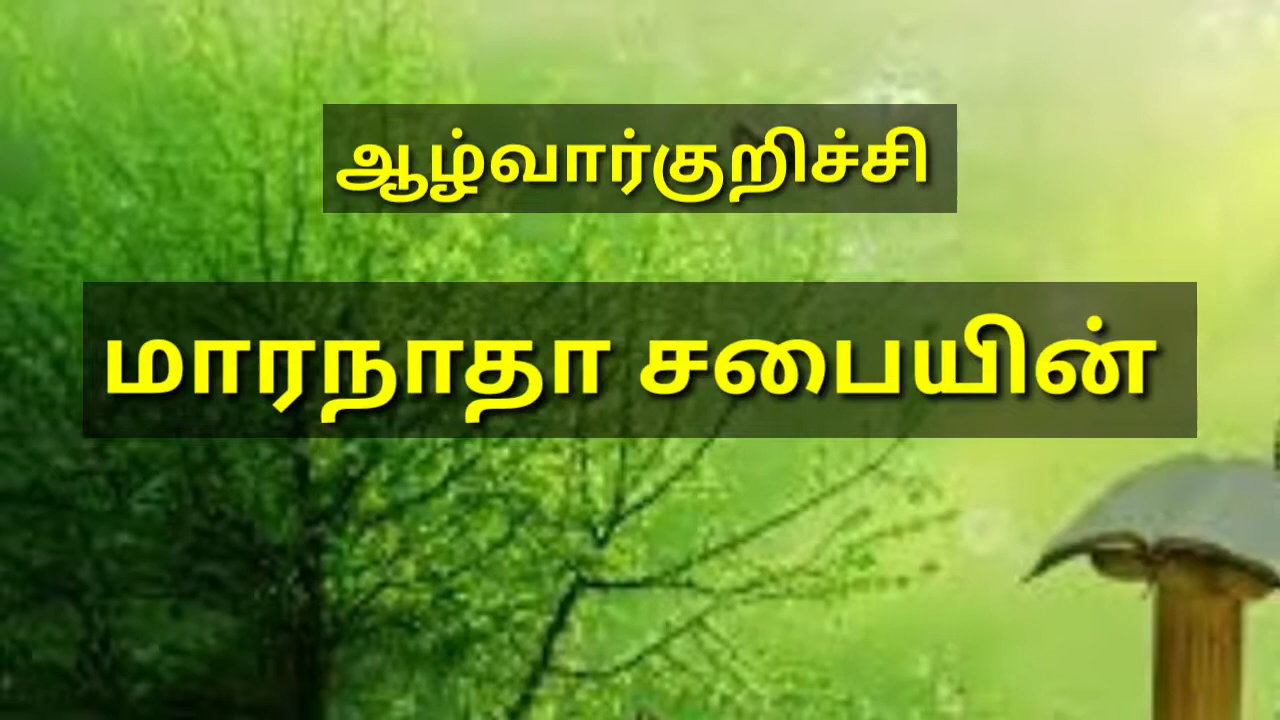 ஆழ்வார்குறிச்சி
மாரநாதா சபையின்